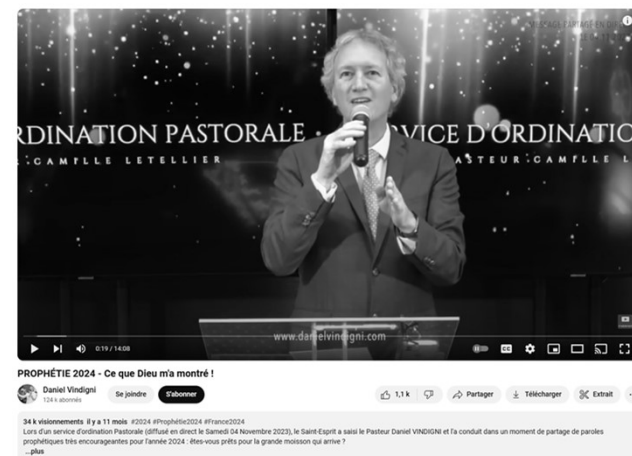 RDINATION PASTORALE • RVICE D'ORDINATIO
CAMILLE LETELLIER ASTEUR CAMILLE L
www.danielvindigni.com
0:19 / 14:08
PROPHÉTIE 2024 - Ce que Dieu m'a montré !
Daniel Vindigni
124 k abonnés
Se joindre
S'abonner
1,1 k
Partager
Télécharger
Extrait
34 k visionnements il y a 11 mois #2024 #Prophétie2024 #France2024
Lors d'un service d'ordination Pastorale (diffusé en direct le Samedi 04 Novembre 2023), le Saint-Esprit a saisi le Pasteur Daniel VINDIGNI et l'a conduit dans un moment de partage de paroles
prophétiques très encourageantes pour l'année 2024 : êtes-vous prêts pour la grande moisson qui arrive ?
...plus